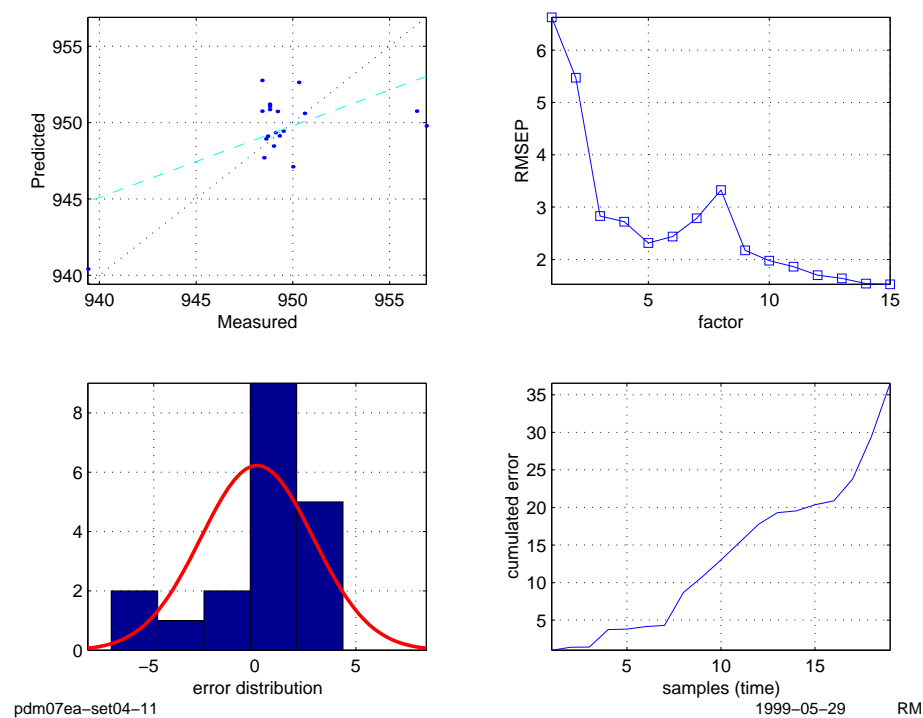 955
950
945
940
Predicted
940 945 950 955
Measured
6
5
4
3
2
RMSEP
5 10 15
factor
8
6
4
2
0
−5 0 5
error distribution
35
30
25
20
15
10
5
cumulated error
5 10 15
samples (time)
pdm07ea−set04−11
1999−05−29
RM